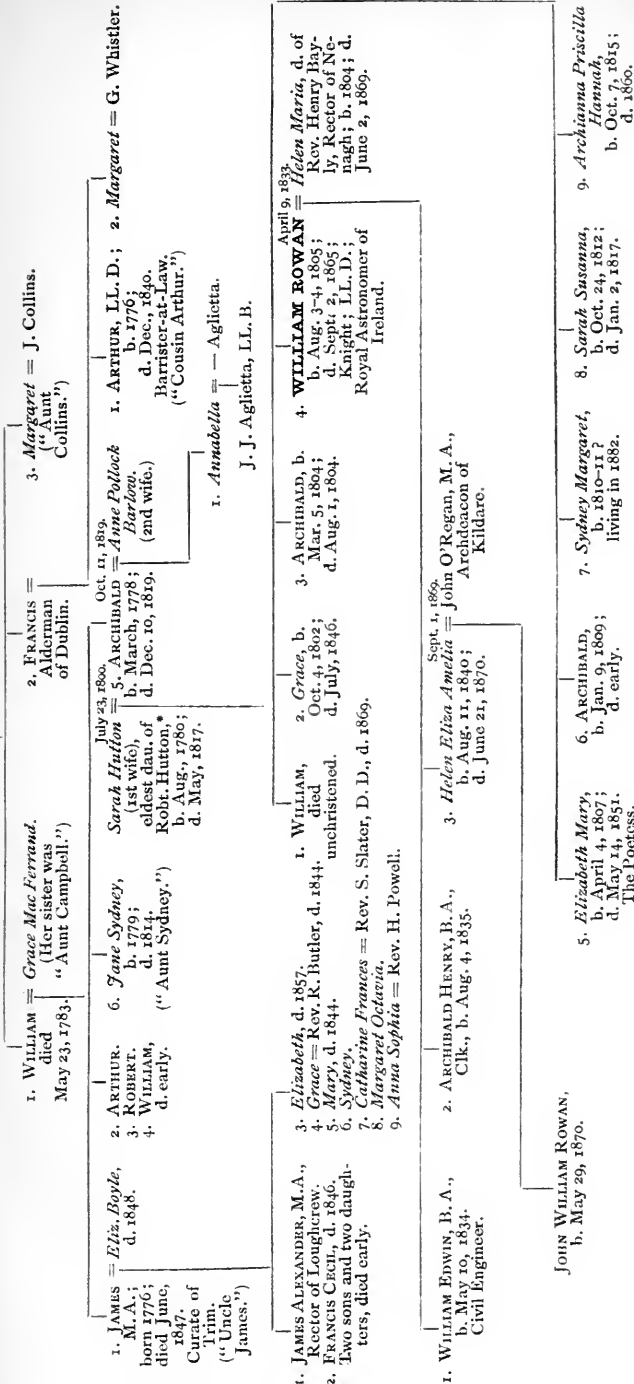 1. WILLIAM = Grace Mac Ferrand.
died
May 23, 1783.
(Her sister was
“Aunt Campbell.”)
2. FRANCIS =
Alderman
of Dublin.
3. Margaret = J. Collins.
(“Aunt
Collins.”)
1. JAMES = Eliz. Boyle,
M.A.;
born 1776;
died June,
1847.
Curate of
Trim.
(“Uncle
James.”)
d. 1848.
2. ARTHUR.
3. ROBERT.
4. WILLIAM,
d. early.
6. Jane Sydney,
b. 1779;
d. 1814.
(“Aunt Sydney.”)
July 23, 1800.
Sarah Hutton =
(1st wife),
eldest dau. of
Robt. Hutton,*
b. Aug., 1780;
d. May, 1817.
Oct. 11, 1819.
5. ARCHIBALD = Anne Pollock
b. March, 1778;
d. Dec. 10, 1819.
Barlow.
(2nd wife.)
1. ARTHUR, LL.D.;
b. 1776;
d. Dec., 1840.
Barrister-at-Law.
(“Cousin Arthur.”)
2. Margaret = G. Whistler.
1. Annabella = — Aglietta.
J. J. Aglietta, LL.B.
1. JAMES ALEXANDER, M.A.,
Rector of Loughcrew.
2. FRANCIS CECIL, d. 1846.
Two sons and two daugh-
ters, died early.
3. Elizabeth, d. 1857.
4. Grace = Rev. R. Butler, d. 1844.
5. Mary, d. 1844.
6. Sydney.
7. Catharine Frances = Rev. S. Slater, D.D., d. 1869.
8. Margaret Octavia.
9. Anna Sophia = Rev. H. Powell.
1. WILLIAM,
died
unchristened.
2. Grace, b.
Oct. 4, 1802;
d. July, 1846.
3. ARCHIBALD, b.
Mar. 5, 1804;
d. Aug. 1, 1804.
April 9, 1833.
4. WILLIAM ROWAN = Helen Maria, d. of
b. Aug. 3-4, 1805;
d. Sept. 2, 1865;
Knight; LL.D.;
Royal Astronomer of
Ireland.
Rev. Henry Bay-
ly, Rector of Ne-
nagh; b. 1804; d.
June 2, 1869.
1. WILLIAM EDWIN, B.A.,
b. May 10, 1834.
Civil Engineer.
2. ARCHIBALD HENRY, B.A.,
Clk., b. Aug. 4, 1835.
Sept. 1, 1869.
3. Helen Eliza Amelia = John O’Regan, M.A.,
b. Aug. 11, 1840;
d. June 21, 1870.
Archdeacon of
Kildare.
JOHN WILLIAM ROWAN,
b. May 29, 1870.
5. Elizabeth Mary,
b. April 4, 1807;
d. May 14, 1851.
The Poetess.
6. ARCHIBALD,
b. Jan. 9, 1809;
d. early.
7. Sydney Margaret,
b. 1810-11 ?
living in 1882.
8. Sarah Susanna,
b. Oct. 24, 1812;
d. Jan. 2, 1817.
9. Archianna Priscilla
Hannah,
b. Oct. 7, 1815;
d. 1860.